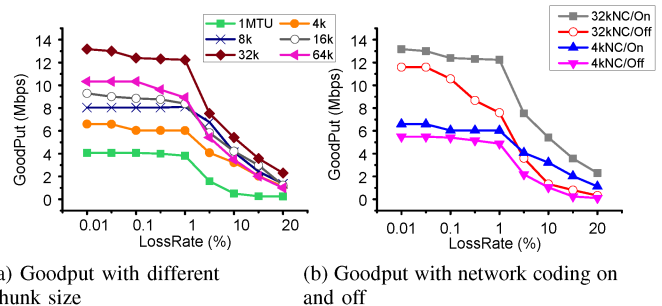 14
12
10
8
6
4
2
0
GoodPut (Mbps)
1MTU
4k
8k
16k
32k
64k
0.01
0.1
1
10
20
LossRate (%)
a) Goodput with different
hunk size
14
12
10
8
6
4
2
0
GoodPut (Mbps)
32kNC/On
32kNC/Off
4kNC/On
4kNC/Off
0.01
0.1
1
10
20
LossRate (%)
(b) Goodput with network coding on
and off